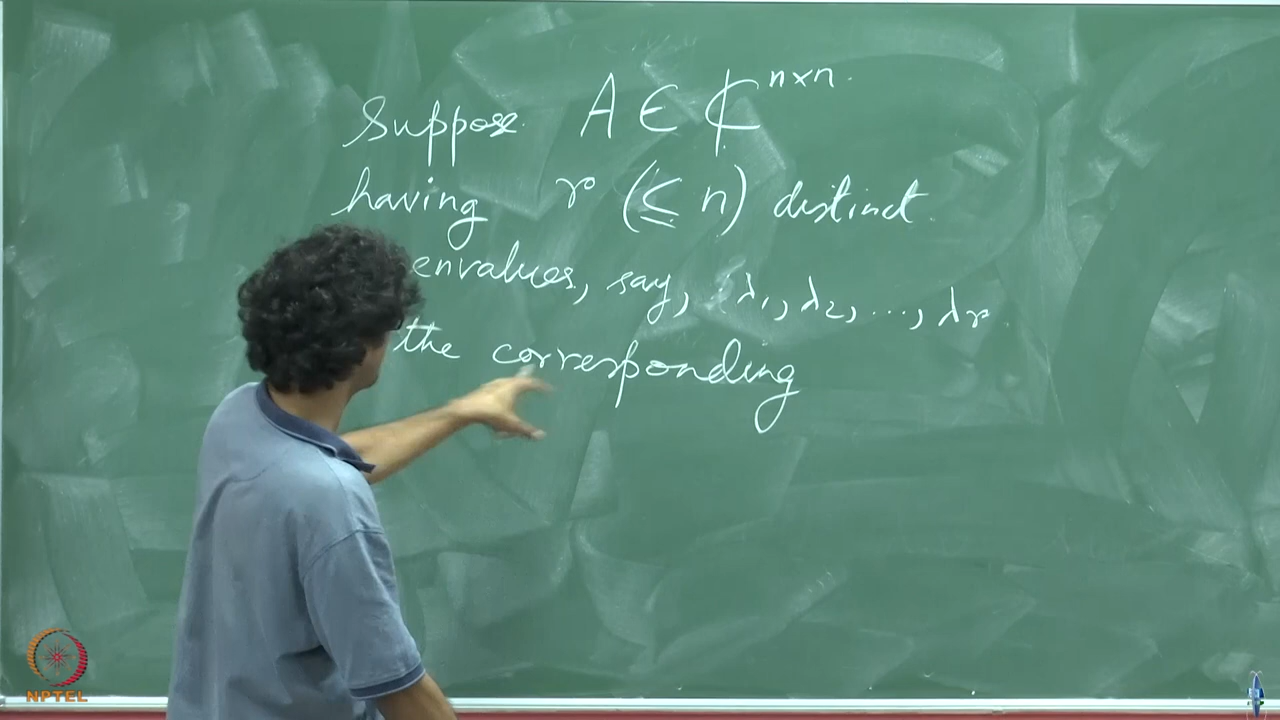 Suppose A ∈ ℂ^{n×n}.
having r (≤ n) distinct
envalues, say, λ₁, λ₂, ..., λᵣ.
the corresponding
NPTEL